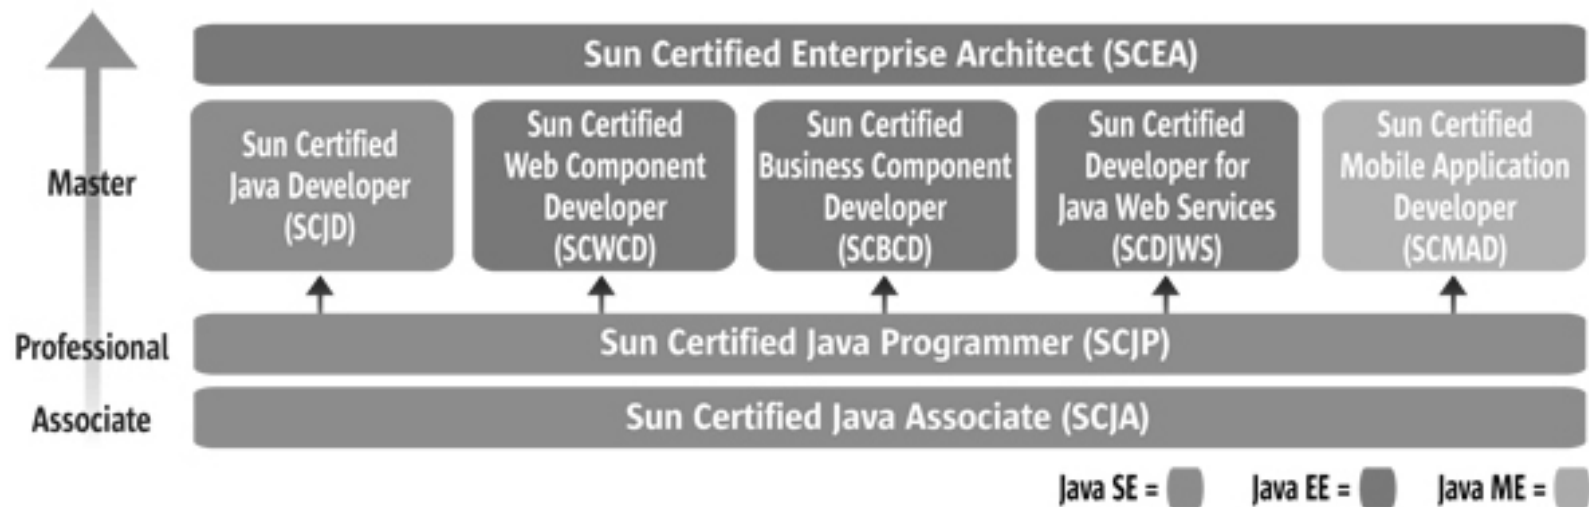 Sun Certified Enterprise Architect (SCEA)
Master
Sun Certified
Java Developer
(SCJD)
Sun Certified
Web Component
Developer
(SCWCD)
Sun Certified
Business Component
Developer
(SCBCD)
Sun Certified
Developer for
Java Web Services
(SCDJWS)
Sun Certified
Mobile Application
Developer
(SCMAD)
Professional
Sun Certified Java Programmer (SCJP)
Associate
Sun Certified Java Associate (SCJA)
Java SE =
Java EE =
Java ME =